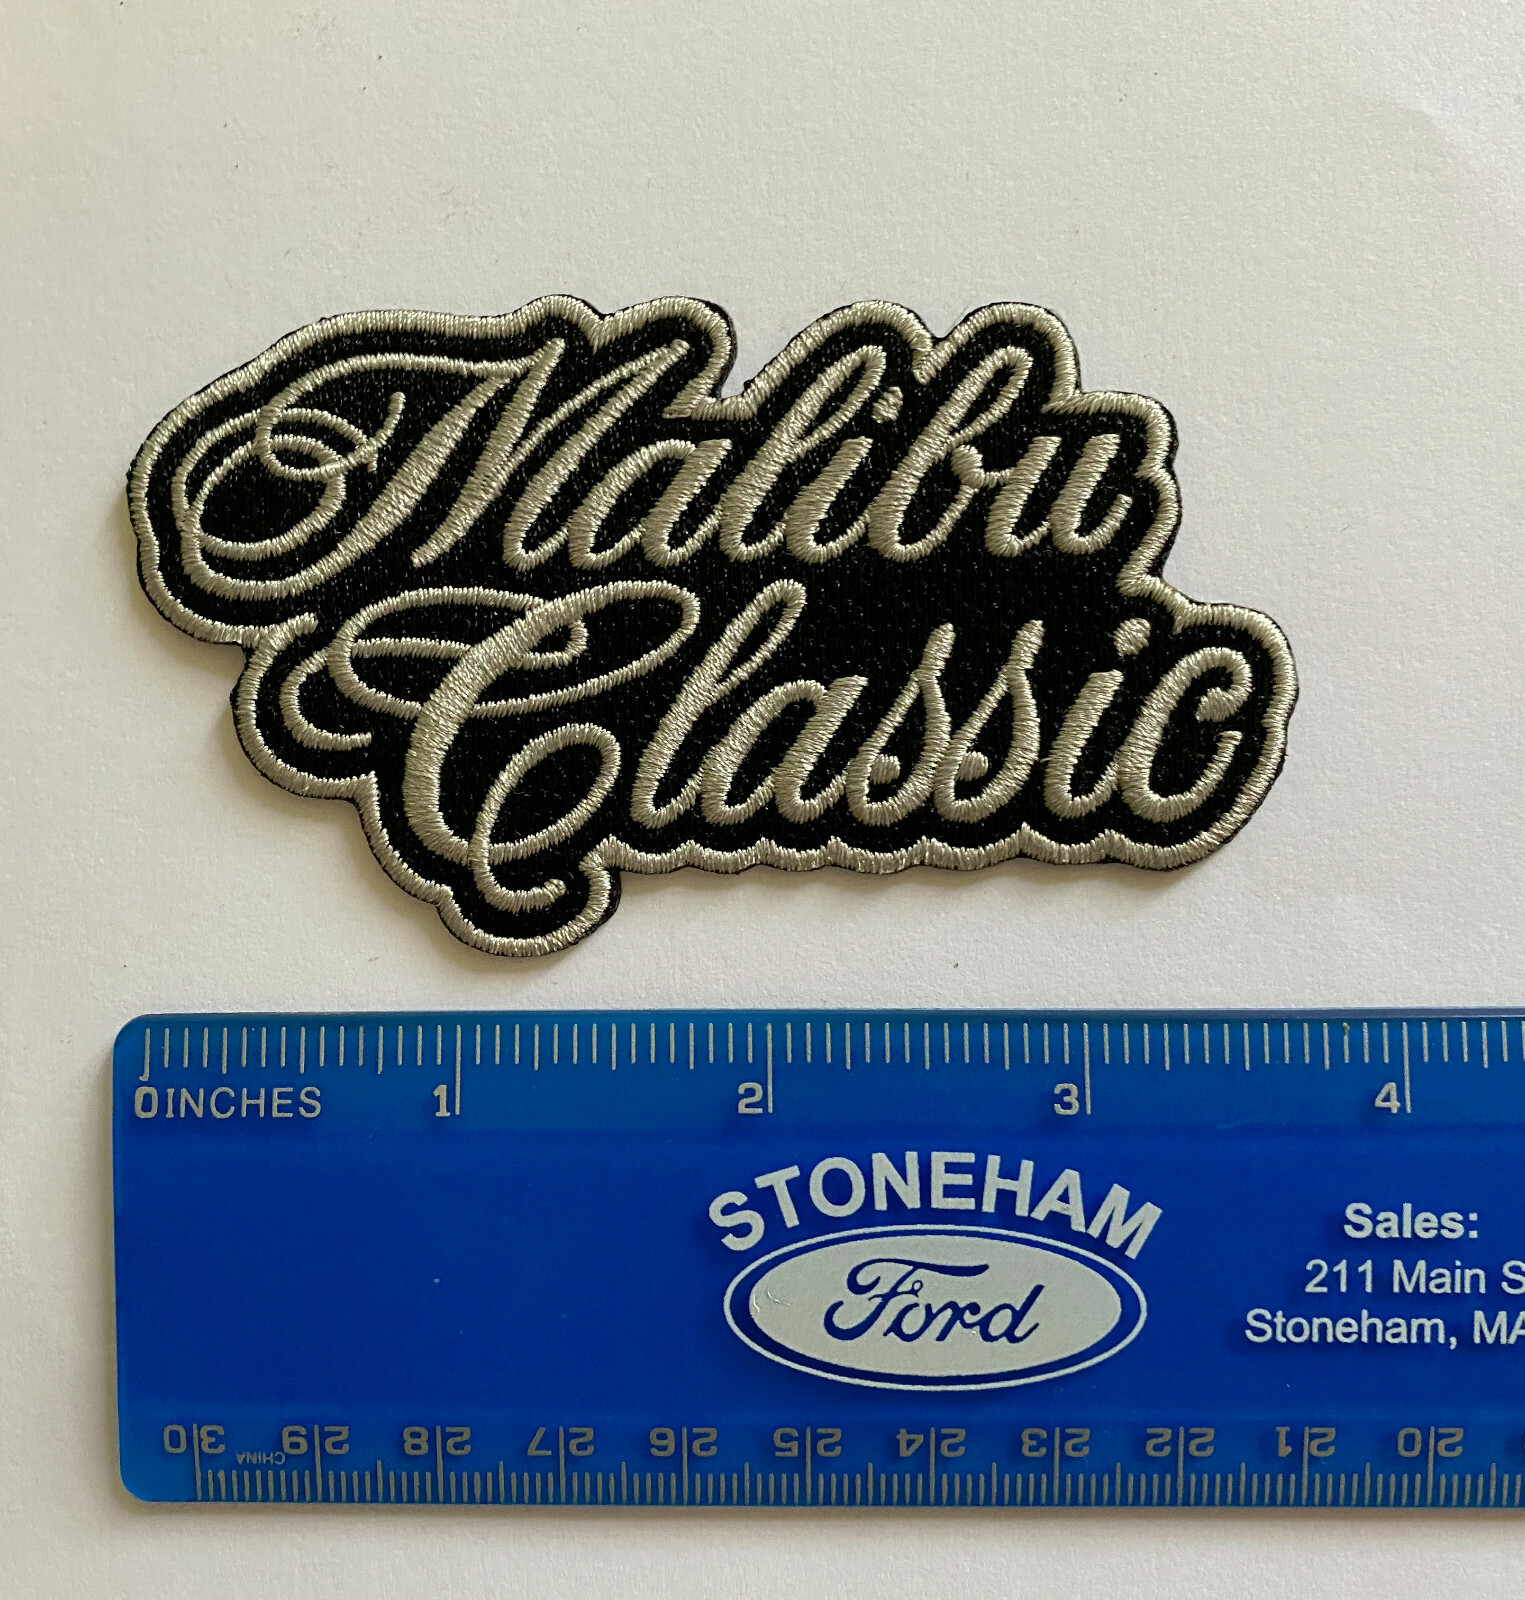 Malibu
Classic
0 INCHES 1 2 3 4
STONEHAM
Ford
Sales:
211 Main S
Stoneham, MA
30 29 28 27 26 25 24 23 22 21 20
CHINA